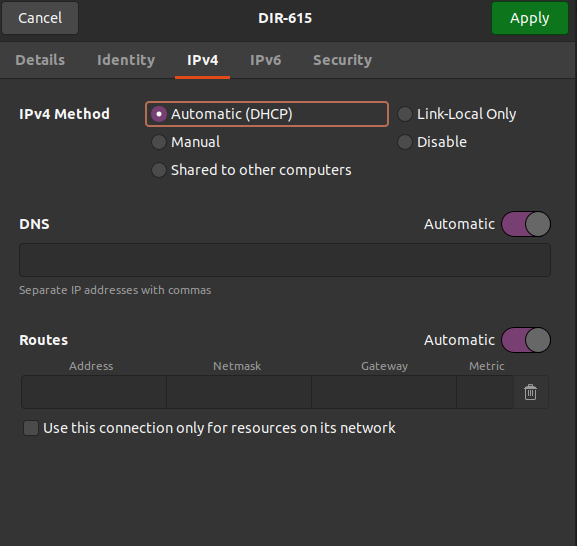 Cancel DIR-615 Apply
Details Identity IPv4 IPv6 Security
IPv4 Method Automatic (DHCP) Link-Local Only
Manual Disable
Shared to other computers
DNS Automatic
Separate IP addresses with commas
Routes Automatic
Address Netmask Gateway Metric
Use this connection only for resources on its network